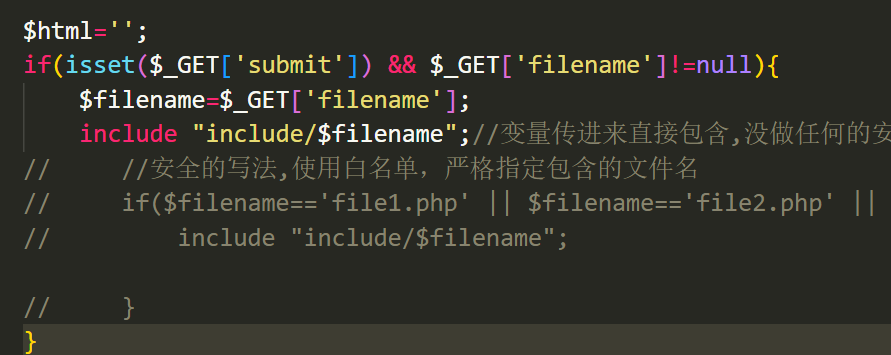 $html='';
if(isset($_GET['submit']) && $_GET['filename']!=null){
$filename=$_GET['filename'];
include "include/$filename";//变量传进来直接包含,没做任何的安
// //安全的写法,使用白名单，严格指定包含的文件名
// if($filename=='file1.php' || $filename=='file2.php' ||
// include "include/$filename";
// }
}